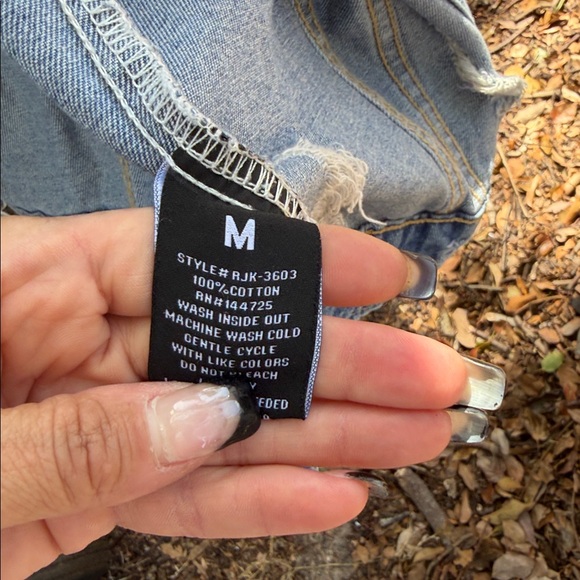 M
STYLE# RJK-3603
100%COTTON
RN#144725
WASH INSIDE OUT
MACHINE WASH COLD
GENTLE CYCLE
WITH LIKE COLORS
DO NOT BLEACH